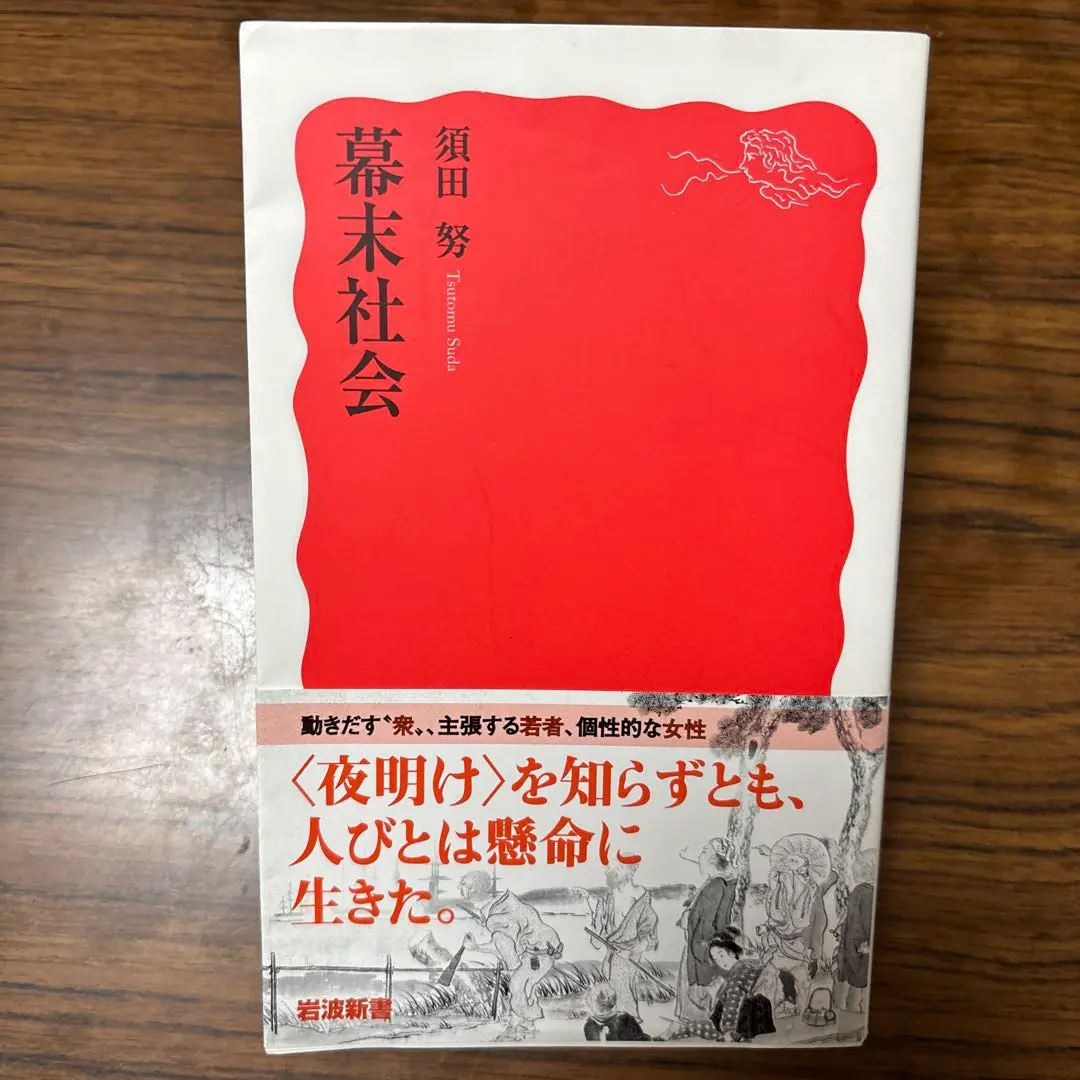 幕末社会
須田 努
Tsutomu Suda
動きだす〝衆〟、主張する若者、個性的な女性
〈夜明け〉を知らずとも、
人びとは懸命に
生きた。
岩波新書